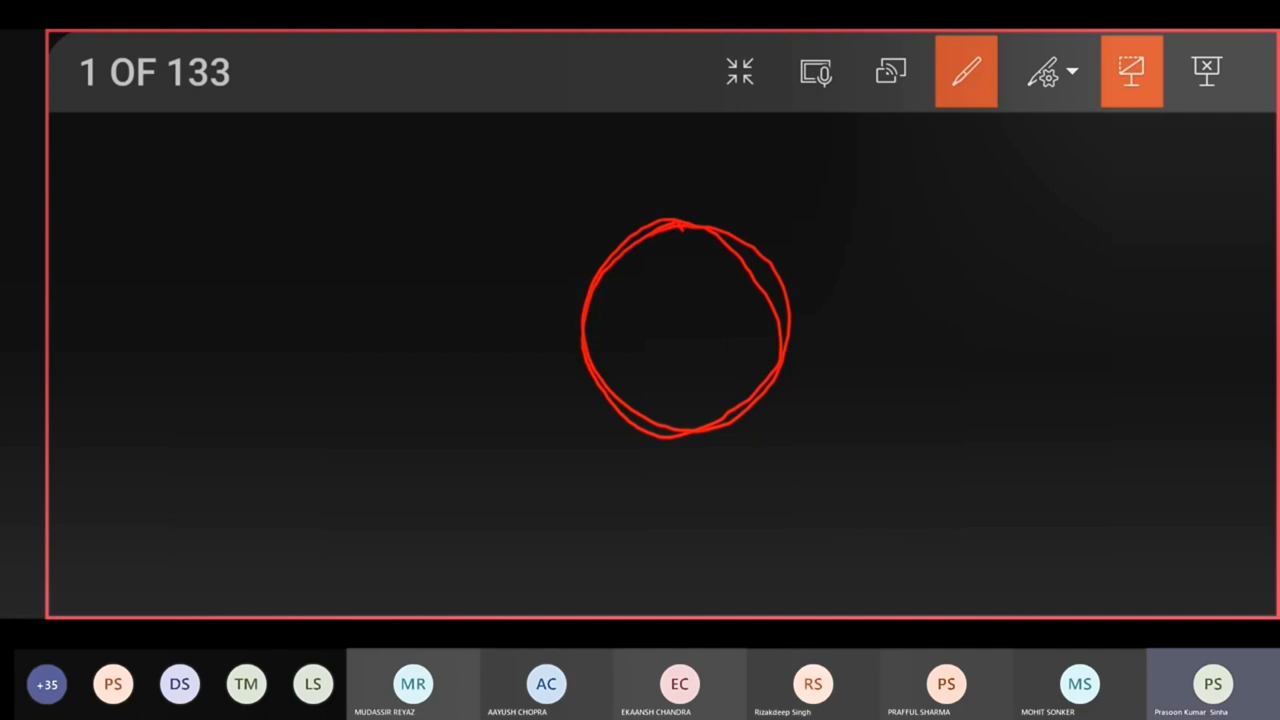 1 OF 133
+35
PS
DS
TM
LS
MR
AC
EC
RS
PS
MS
PS
MUDASSIR REYAZ
AAYUSH CHOPRA
EKAANSH CHANDRA
Rizakdeep Singh
PRAFFUL SHARMA
MOHIT SONKER
Prasoon Kumar Sinha